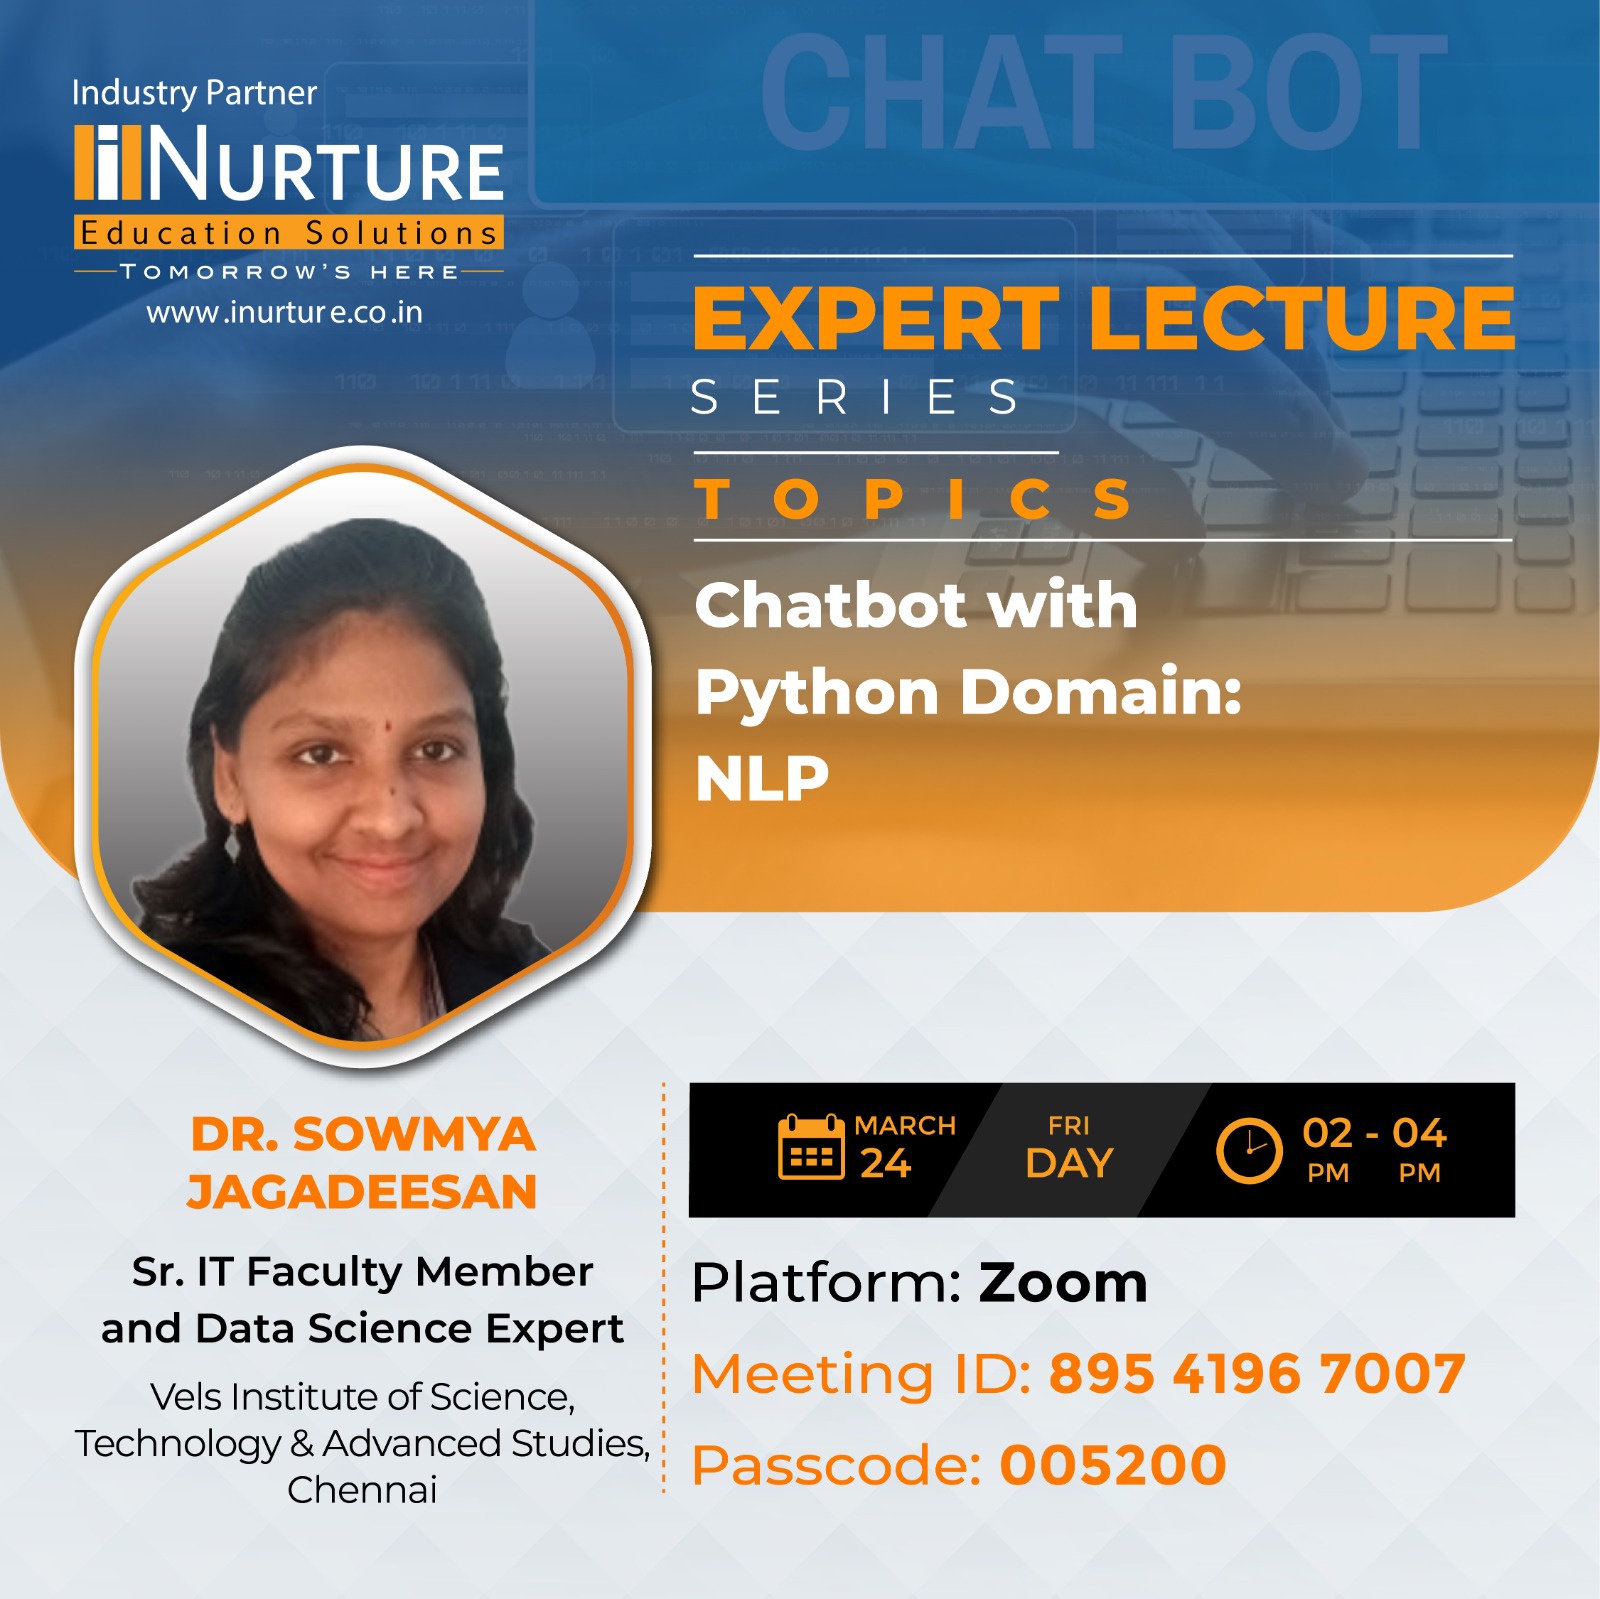 Industry Partner
iNURTURE
Education Solutions
TOMORROW'S HERE
www.inurture.co.in
CHAT BOT
EXPERT LECTURE
SERIES
TOPICS
Chatbot with
Python Domain:
NLP
DR. SOWMYA
JAGADEESAN
Sr. IT Faculty Member
and Data Science Expert
Vels Institute of Science,
Technology & Advanced Studies,
Chennai
MARCH
24
FRI
DAY
02 - 04
PM PM
Platform: Zoom
Meeting ID: 895 4196 7007
Passcode: 005200